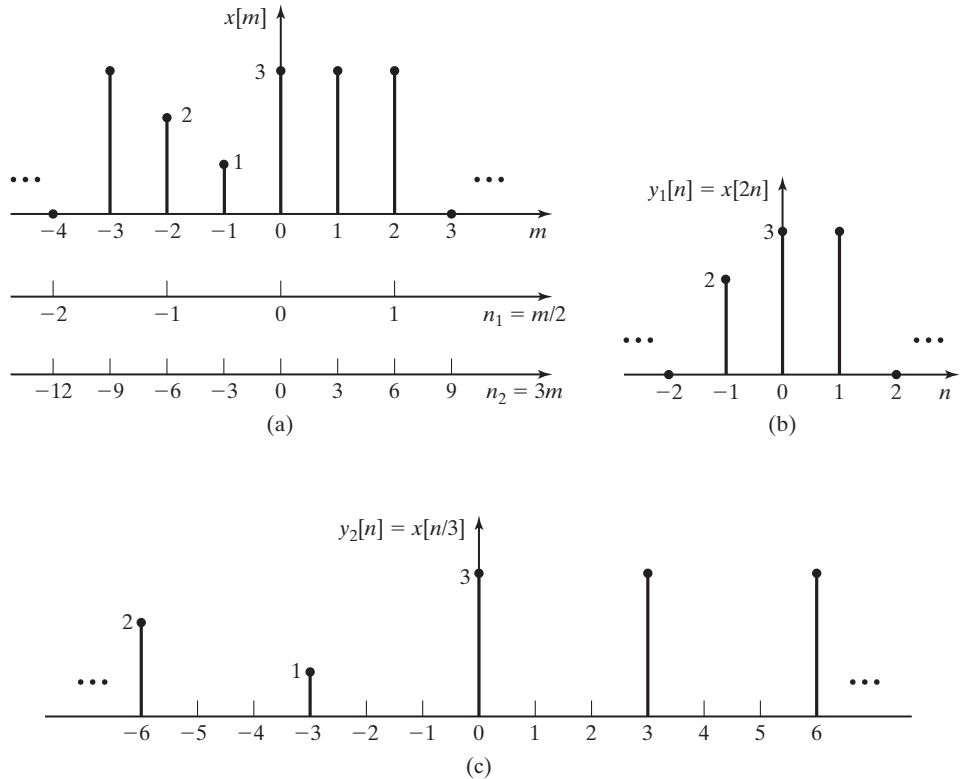 x[m]
3
2
1
... ...
−4 −3 −2 −1 0 1 2 3 m
−2 −1 0 1 n₁ = m/2
−12 −9 −6 −3 0 3 6 9 n₂ = 3m
(a)
y₁[n] = x[2n]
3
2
... ...
−2 −1 0 1 2 n
(b)
y₂[n] = x[n/3]
3
2
1
... ...
−6 −5 −4 −3 −2 −1 0 1 2 3 4 5 6
(c)